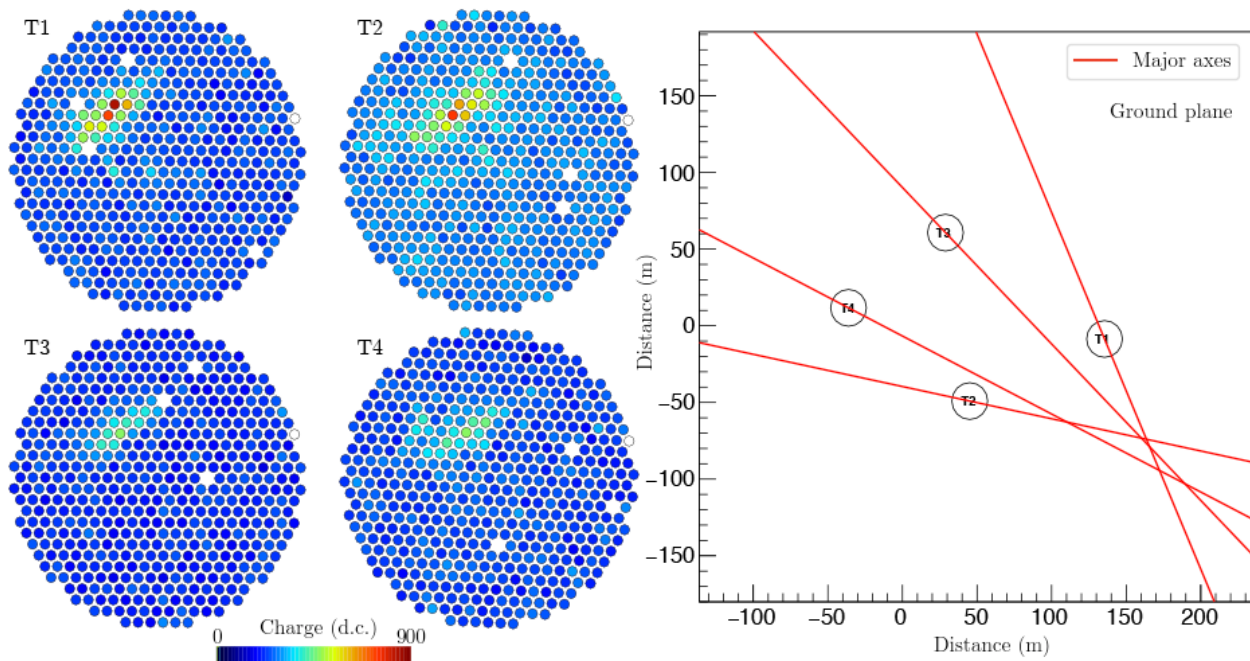 T1
T2
T3
T4
0
Charge (d.c.)
900
Major axes
Ground plane
Distance (m)
150
100
50
0
−50
−100
−150
T3
T4
T1
T2
−100
−50
0
50
100
150
200
Distance (m)